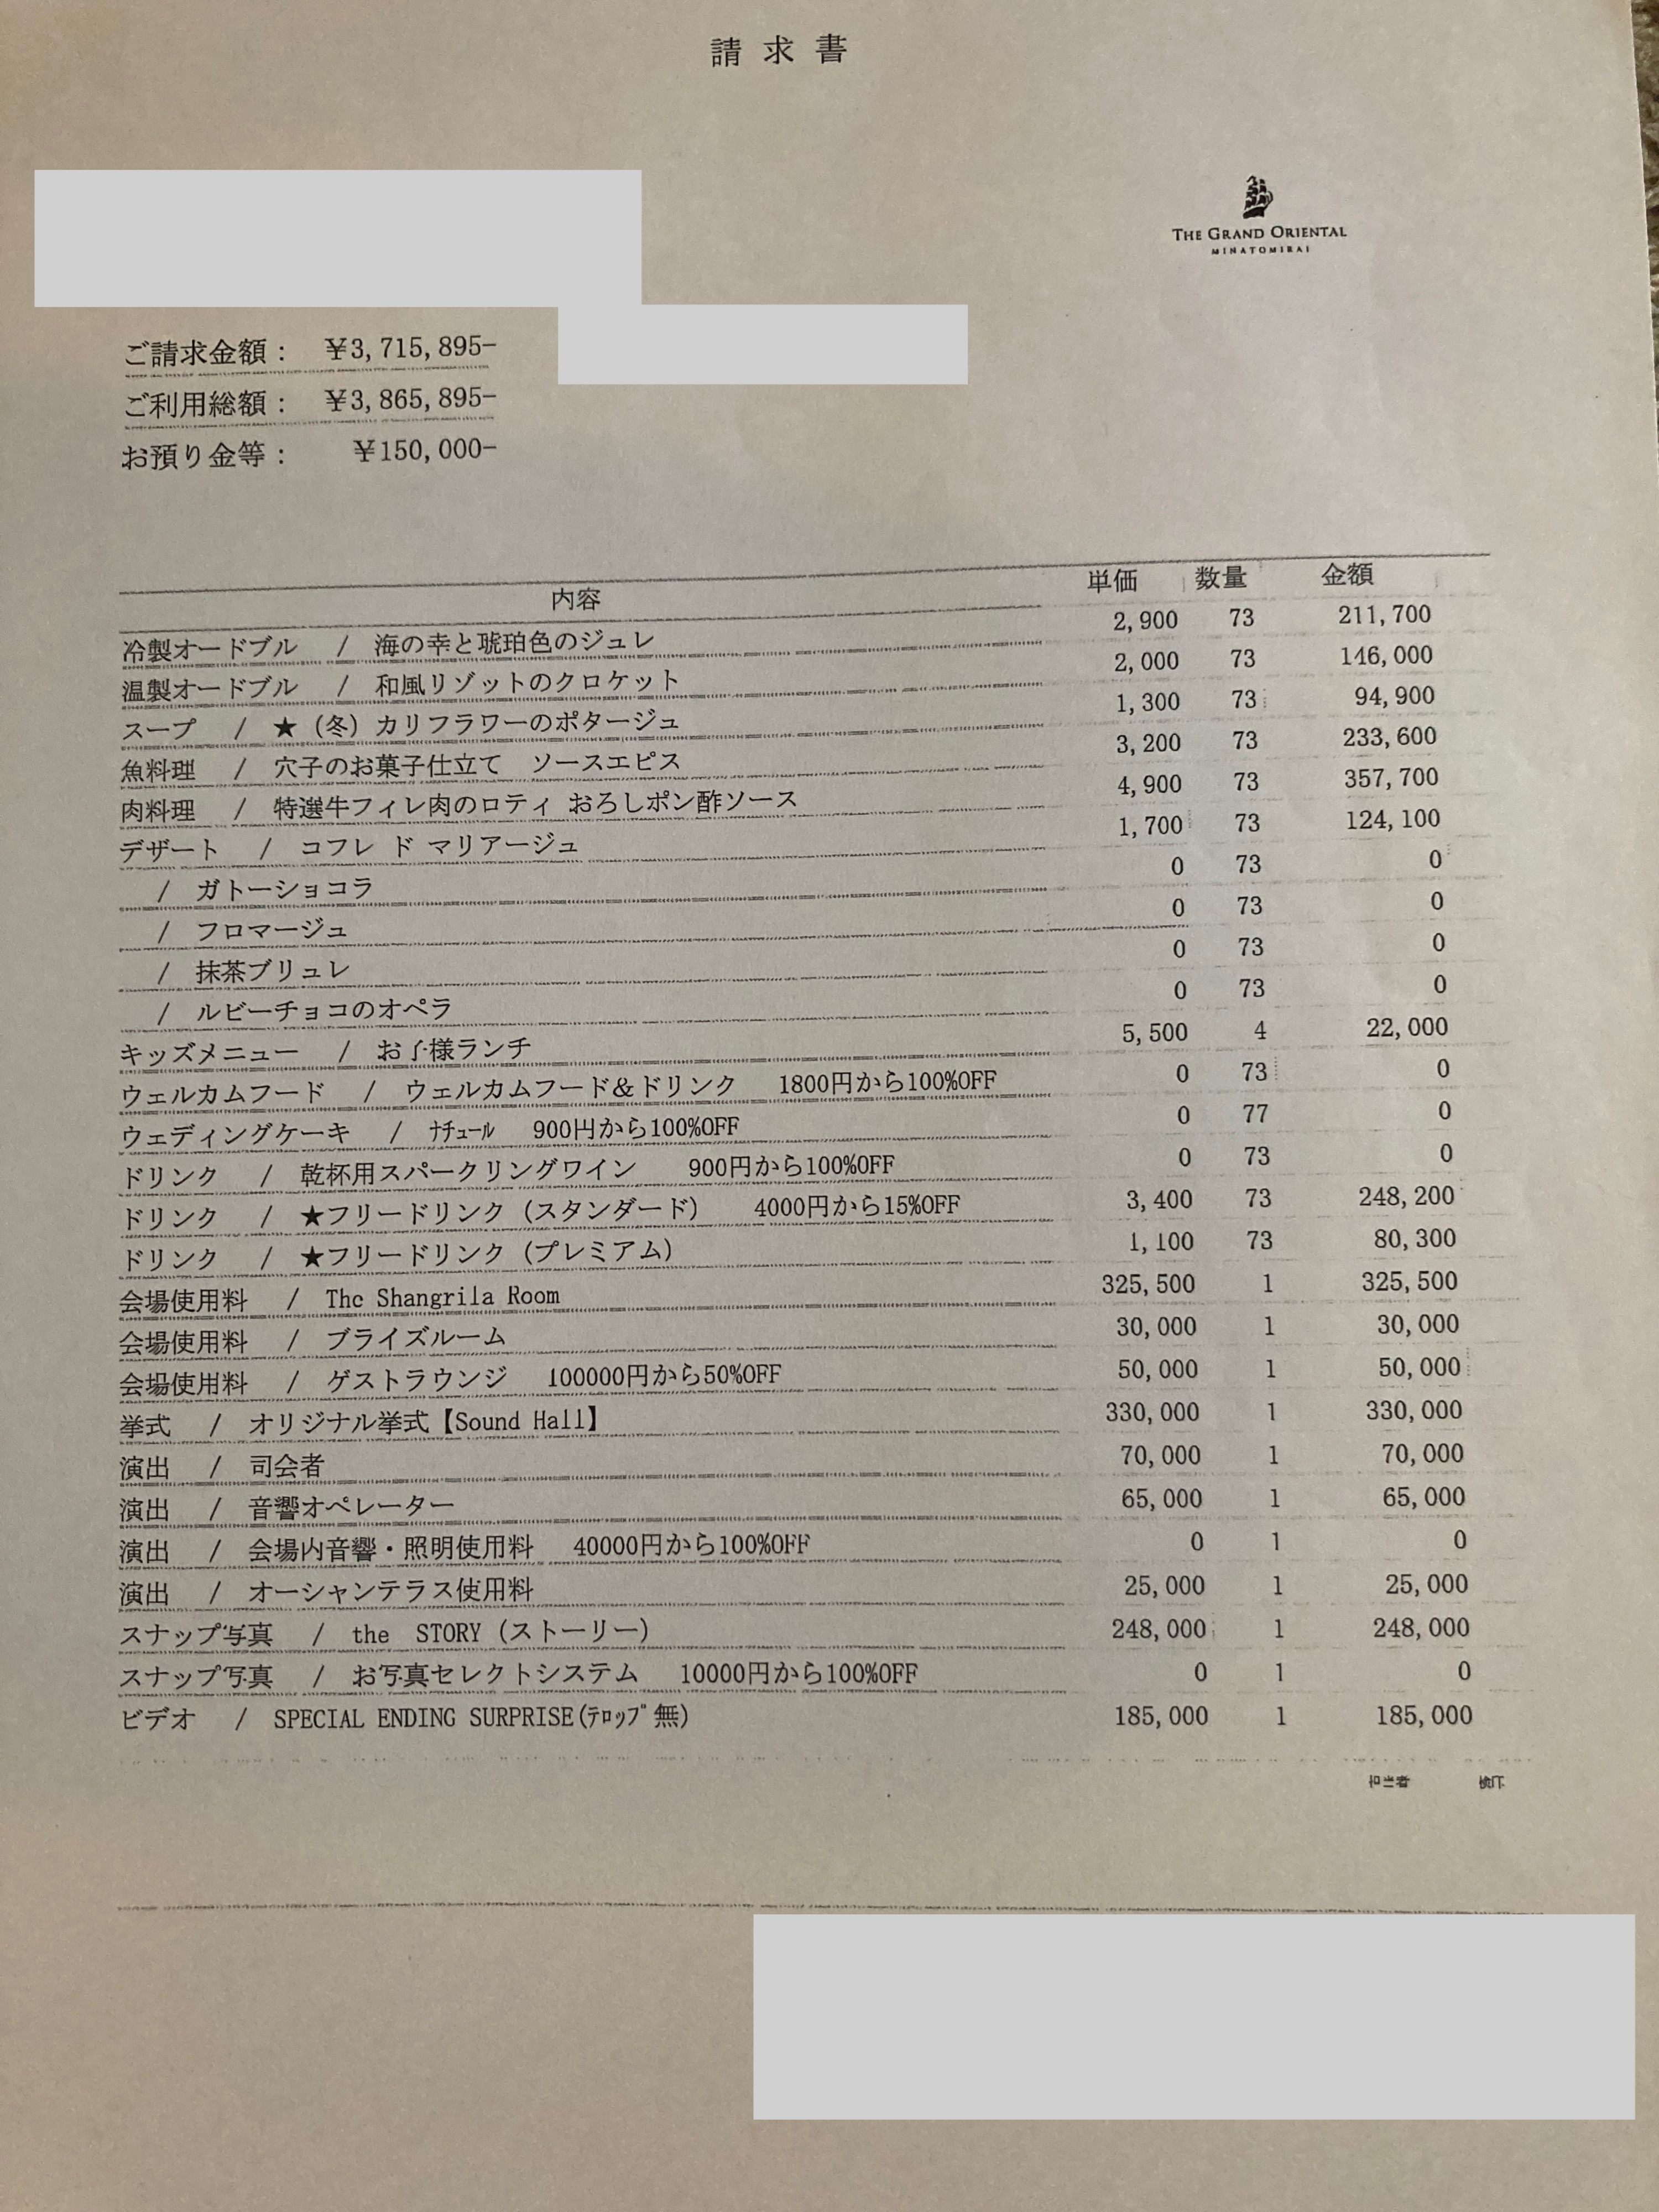 請求書
THE GRAND ORIENTAL
MINATOMIRAI
ご請求金額： ¥3,715,895-
ご利用総額： ¥3,865,895-
お預り金等： ¥150,000-
内容 単価 数量 金額
冷製オードブル / 海の幸と琥珀色のジュレ 2,900 73 211,700
温製オードブル / 和風リゾットのクロケット 2,000 73 146,000
スープ / ★（冬）カリフラワーのポタージュ 1,300 73 94,900
魚料理 / 穴子のお菓子仕立て ソースエピス 3,200 73 233,600
肉料理 / 特選牛フィレ肉のロティ おろしポン酢ソース 4,900 73 357,700
デザート / コフレ ド マリアージュ 1,700 73 124,100
/ ガトーショコラ 0 73 0
/ フロマージュ 0 73 0
/ 抹茶ブリュレ 0 73 0
/ ルビーチョコのオペラ 0 73 0
キッズメニュー / お子様ランチ 5,500 4 22,000
ウェルカムフード / ウェルカムフード&ドリンク 1800円から100%OFF 0 73 0
ウェディングケーキ / ﾅﾁｭｰﾙ 900円から100%OFF 0 77 0
ドリンク / 乾杯用スパークリングワイン 900円から100%OFF 0 73 0
ドリンク / ★フリードリンク（スタンダード） 4000円から15%OFF 3,400 73 248,200
ドリンク / ★フリードリンク（プレミアム） 1,100 73 80,300
会場使用料 / The Shangrila Room 325,500 1 325,500
会場使用料 / ブライズルーム 30,000 1 30,000
会場使用料 / ゲストラウンジ 100000円から50%OFF 50,000 1 50,000
挙式 / オリジナル挙式【Sound Hall】 330,000 1 330,000
演出 / 司会者 70,000 1 70,000
演出 / 音響オペレーター 65,000 1 65,000
演出 / 会場内音響・照明使用料 40000円から100%OFF 0 1 0
演出 / オーシャンテラス使用料 25,000 1 25,000
スナップ写真 / the STORY（ストーリー） 248,000 1 248,000
スナップ写真 / お写真セレクトシステム 10000円から100%OFF 0 1 0
ビデオ / SPECIAL ENDING SURPRISE(ﾃﾛｯﾌﾟ無) 185,000 1 185,000